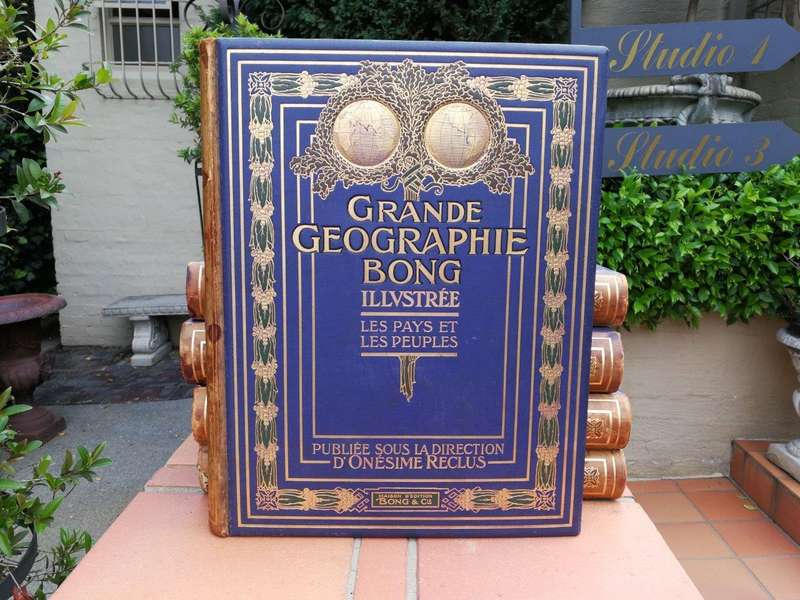 Studio 1
Studio 3
GRANDE
GEOGRAPHIE
BONG
ILLVSTRÉE
LES PAYS ET
LES PEUPLES
PUBLIÉE SOUS LA DIRECTION
D'ONÉSIME RECLUS
MAISON D'ÉDITION
BONG & CIE